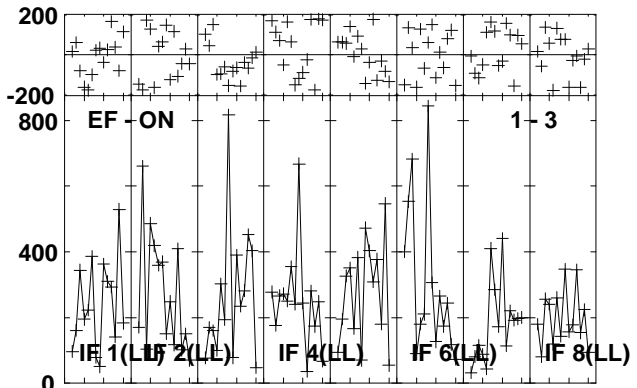 200
0
-200
800
EF - ON
1 - 3
400
IF 1(LL)
IF 2(LL)
IF 4(LL)
IF 6(LL)
IF 8(LL)
0